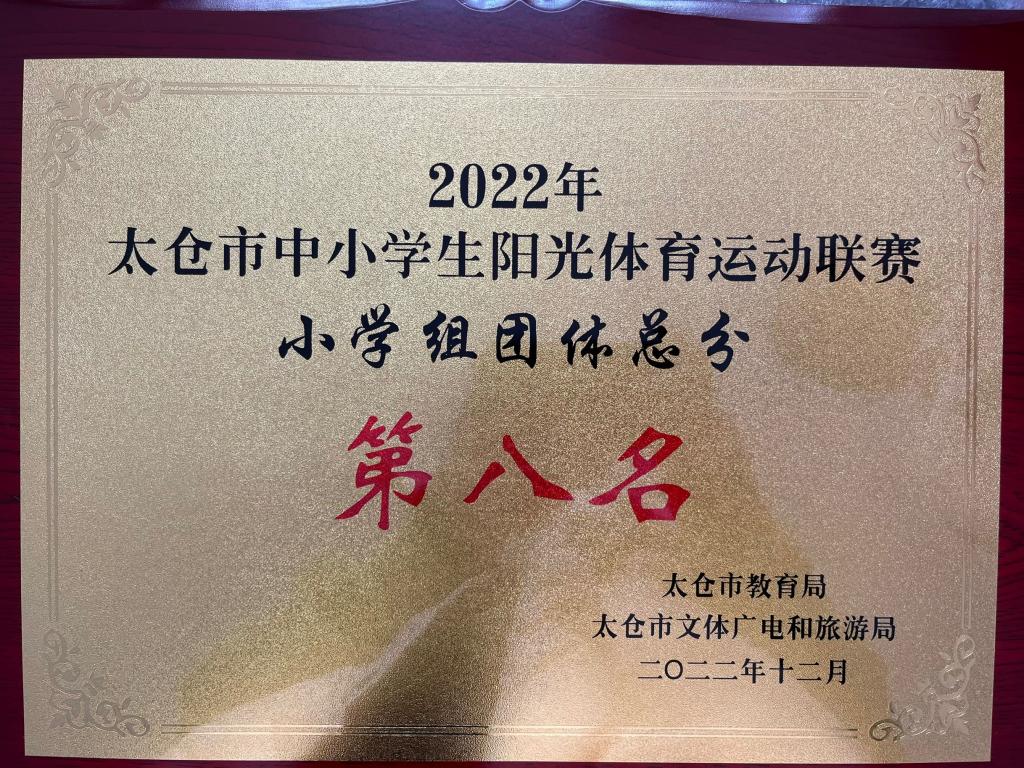 2022年
太仓市中小学生阳光体育运动联赛
小学组团体总分
第八名
太仓市教育局
太仓市文体广电和旅游局
二〇二二年十二月